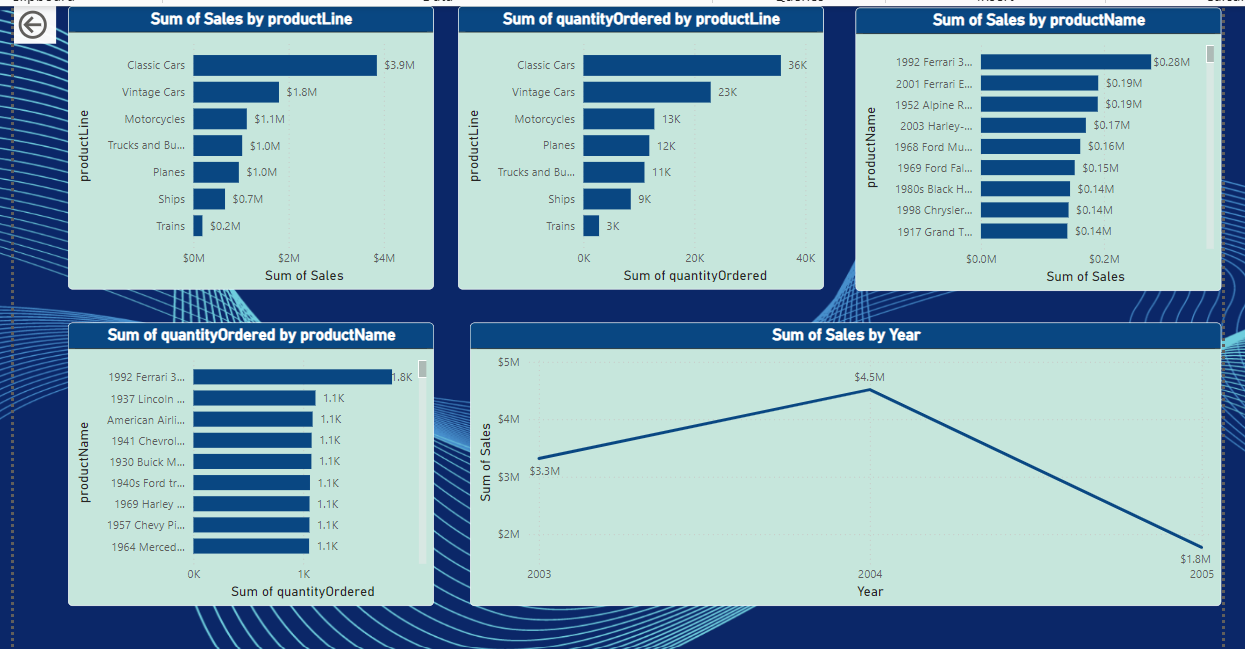 Sum of Sales by productLine
productLine
Classic Cars $3.9M
Vintage Cars $1.8M
Motorcycles $1.1M
Trucks and Bu... $1.0M
Planes $1.0M
Ships $0.7M
Trains $0.2M
$0M $2M $4M
Sum of Sales
Sum of quantityOrdered by productLine
productLine
Classic Cars 36K
Vintage Cars 23K
Motorcycles 13K
Planes 12K
Trucks and Bu... 11K
Ships 9K
Trains 3K
0K 20K 40K
Sum of quantityOrdered
Sum of Sales by productName
productName
1992 Ferrari 3... $0.28M
2001 Ferrari E... $0.19M
1952 Alpine R... $0.19M
2003 Harley-... $0.17M
1968 Ford Mu... $0.16M
1969 Ford Fal... $0.15M
1980s Black H... $0.14M
1998 Chrysler... $0.14M
1917 Grand T... $0.14M
$0.0M $0.2M
Sum of Sales
Sum of quantityOrdered by productName
productName
1992 Ferrari 3... 1.8K
1937 Lincoln ... 1.1K
American Airli... 1.1K
1941 Chevrol... 1.1K
1930 Buick M... 1.1K
1940s Ford tr... 1.1K
1969 Harley ... 1.1K
1957 Chevy Pi... 1.1K
1964 Merced... 1.1K
0K 1K
Sum of quantityOrdered
Sum of Sales by Year
Sum of Sales
$5M
$4M
$3M
$2M
$3.3M
$4.5M
$1.8M
2003 2004 2005
Year